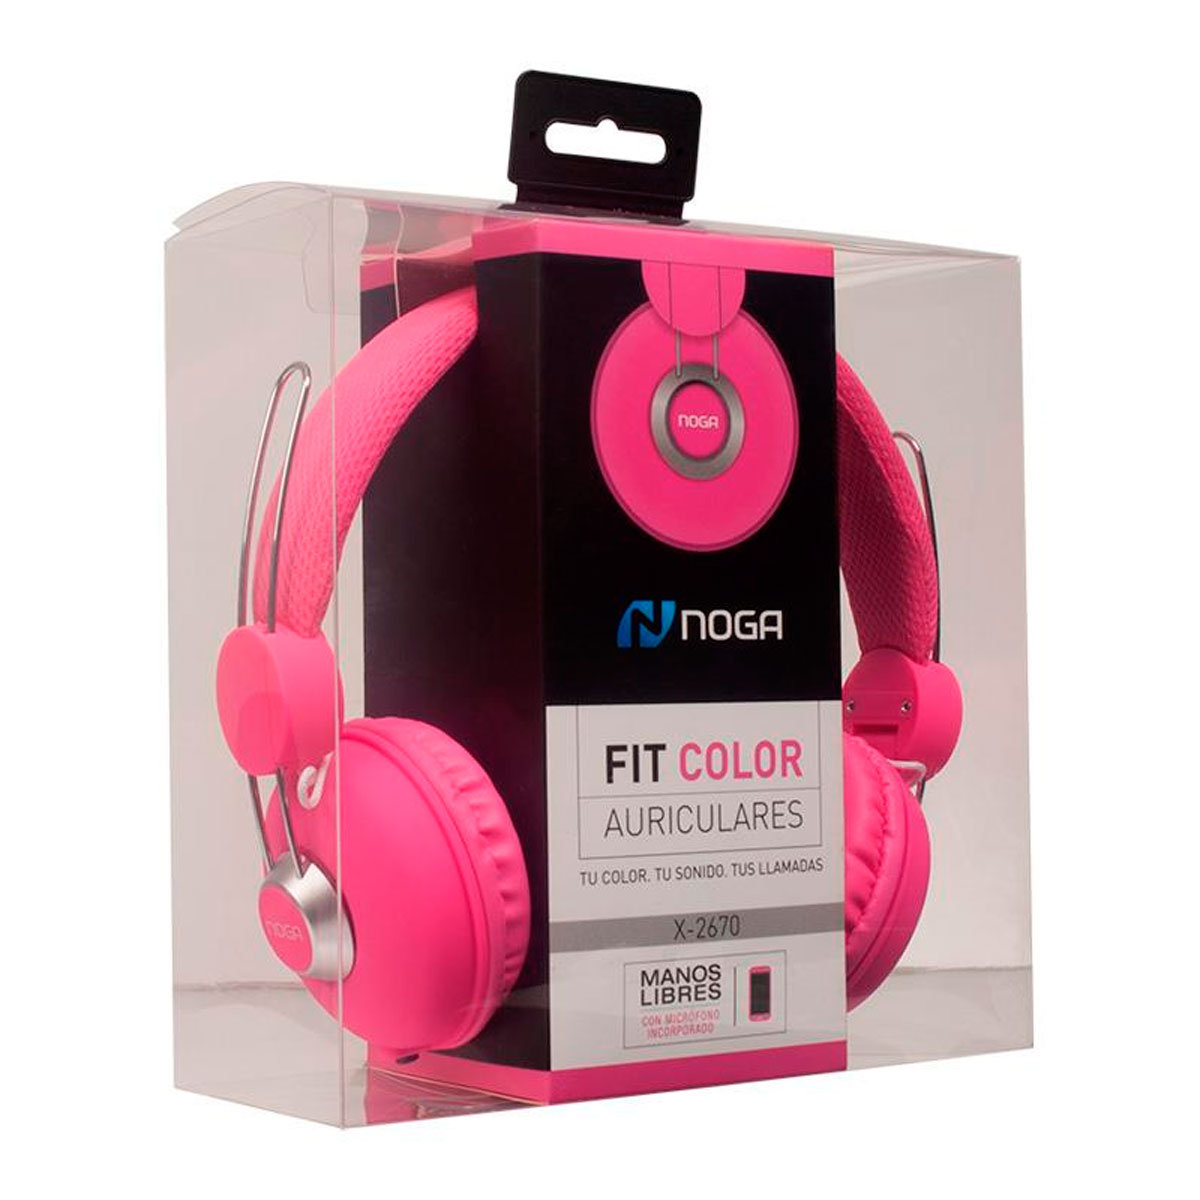 NOGA
NOGA
FIT COLOR
AURICULARES
TU COLOR. TU SONIDO. TUS LLAMADAS
X-2670
MANOS
LIBRES
CON MICRÓFONO
INCORPORADO
NOGA